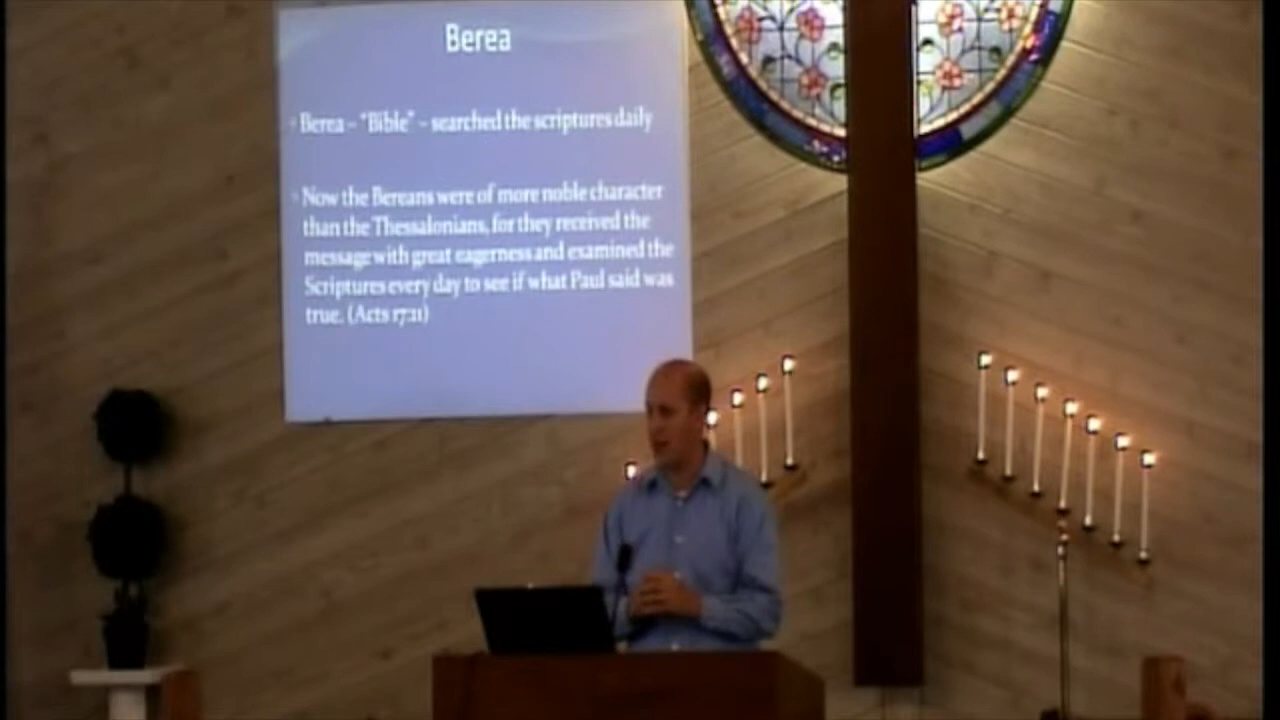 Berea
Berea – "Bible" – searched the scriptures daily
Now the Bereans were of more noble character
than the Thessalonians, for they received the
message with great eagerness and examined the
Scriptures every day to see if what Paul said was
true. (Acts 17:11)